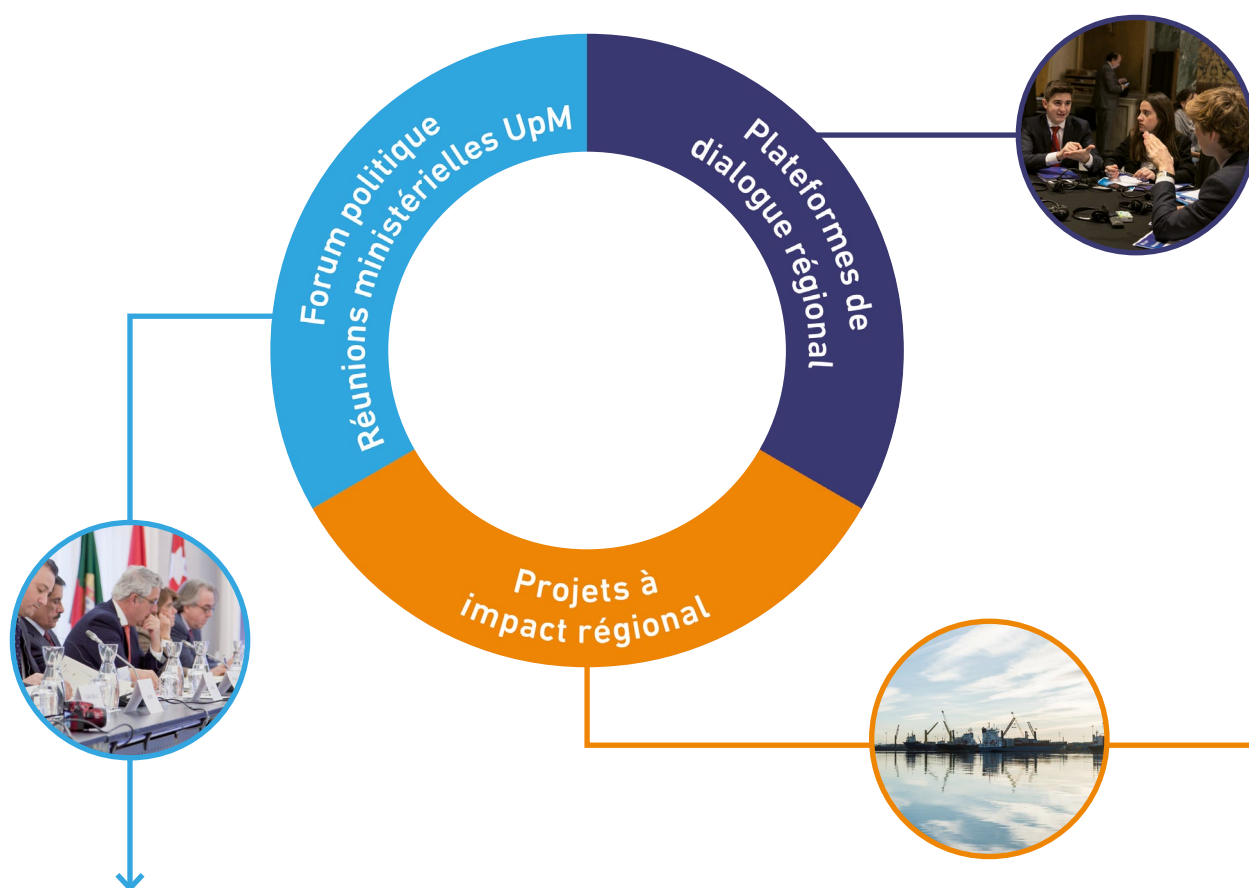 Forum politique
Réunions ministérielles UpM
Plateformes de
dialogue régional
Projets à
impact régional